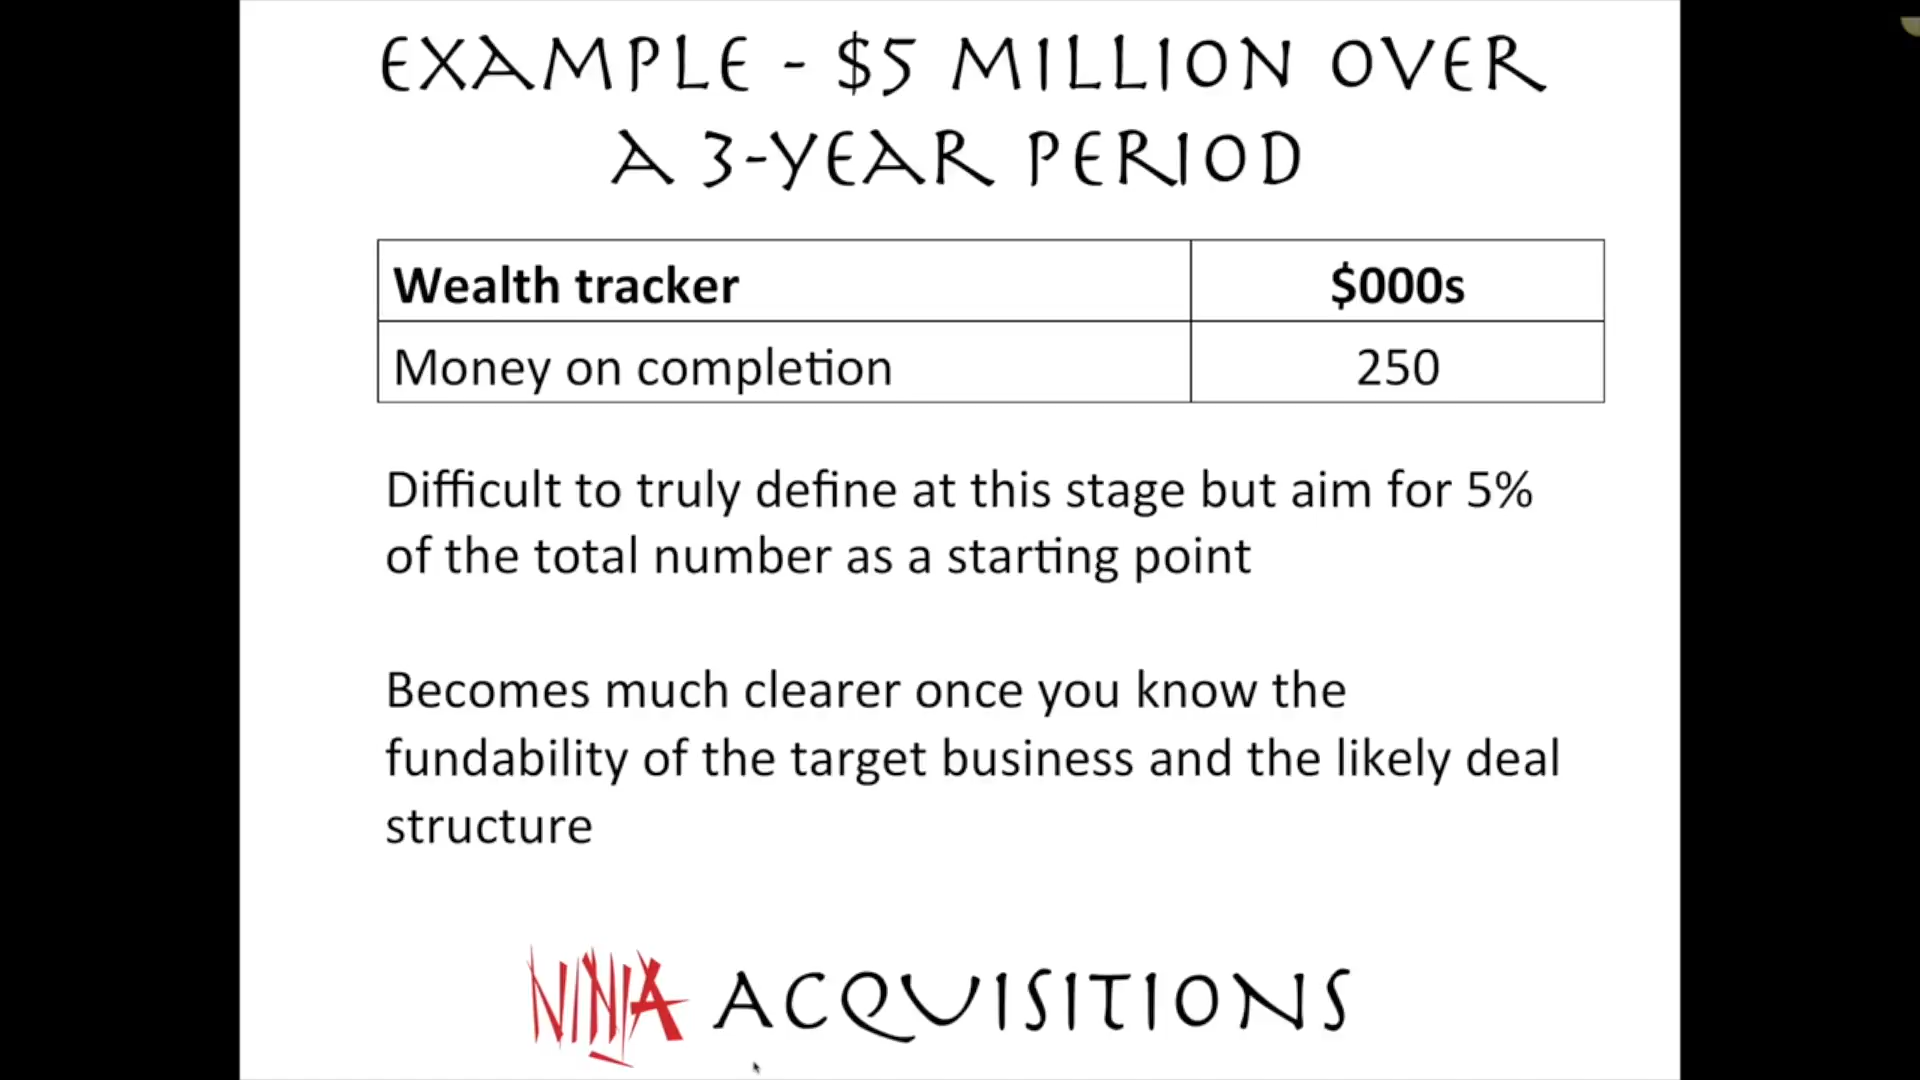 EXAMPLE - $5 MILLION OVER
A 3-YEAR PERIOD
Wealth tracker $000s
Money on completion 250
Difficult to truly define at this stage but aim for 5%
of the total number as a starting point
Becomes much clearer once you know the
fundability of the target business and the likely deal
structure
NINJA ACQUISITIONS